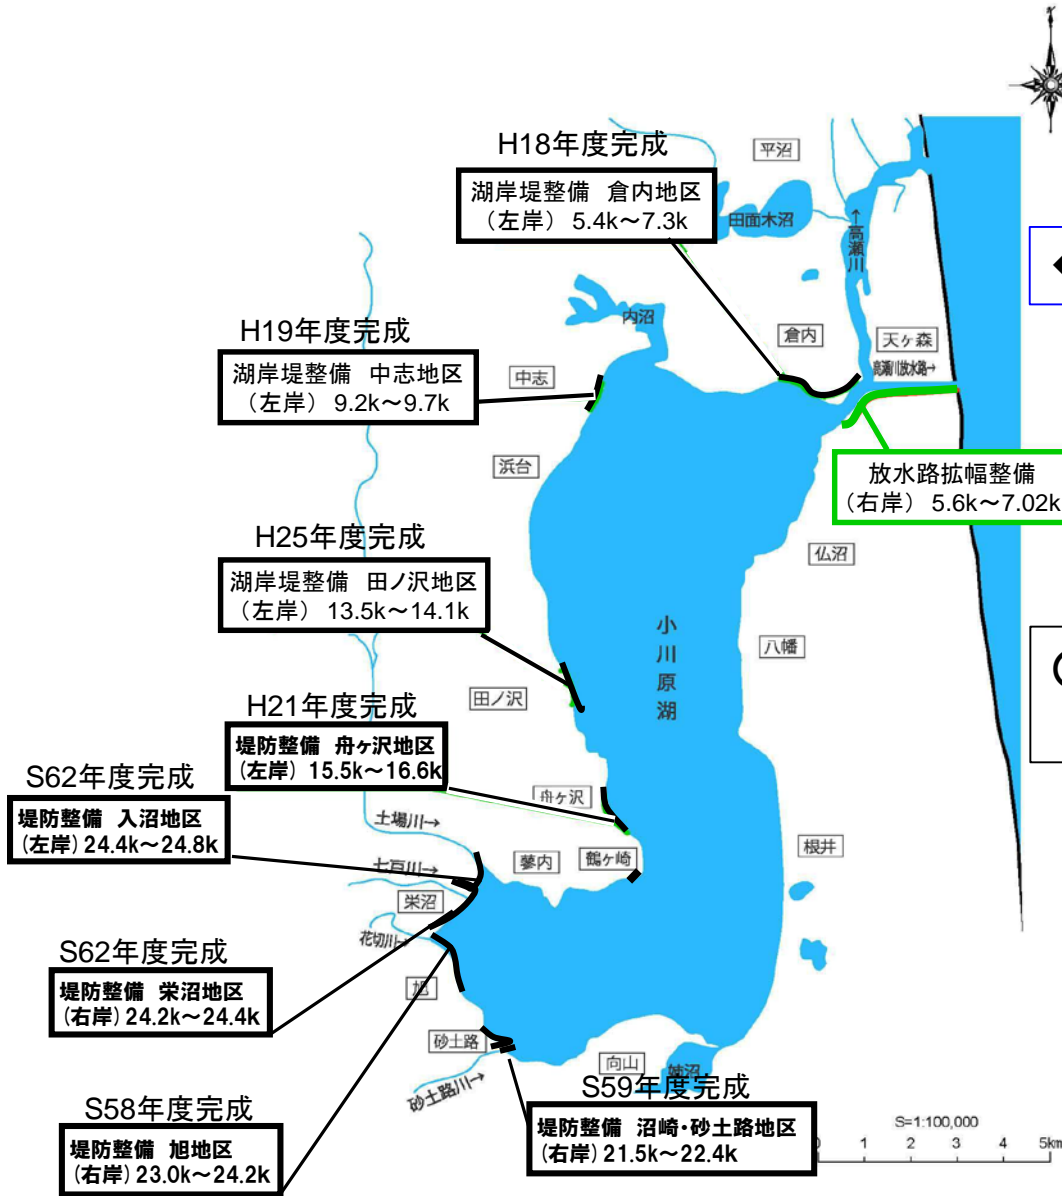 H18年度完成
湖岸堤整備 倉内地区
（左岸） 5.4k～7.3k
平沼
田面木沼
←高瀬川
H19年度完成
湖岸堤整備 中志地区
（左岸） 9.2k～9.7k
内沼
倉内
天ヶ森
高瀬川放水路→
中志
浜台
放水路拡幅整備
（右岸） 5.6k～7.02k
仏沼
H25年度完成
湖岸堤整備 田ノ沢地区
（左岸） 13.5k～14.1k
小川原湖
八幡
田ノ沢
H21年度完成
堤防整備 舟ヶ沢地区
(左岸) 15.5k～16.6k
舟ヶ沢
S62年度完成
堤防整備 入沼地区
(左岸) 24.4k～24.8k
土場川→
七戸川→
夢内
鶴ヶ崎
根井
栄沼
花切川→
S62年度完成
堤防整備 栄沼地区
(右岸) 24.2k～24.4k
旭
砂土路
砂土路川→
向山
姉沼
S58年度完成
堤防整備 旭地区
(右岸) 23.0k～24.2k
S59年度完成
堤防整備 沼崎・砂土路地区
(右岸) 21.5k～22.4k
S=1:100,000
0 1 2 3 4 5km